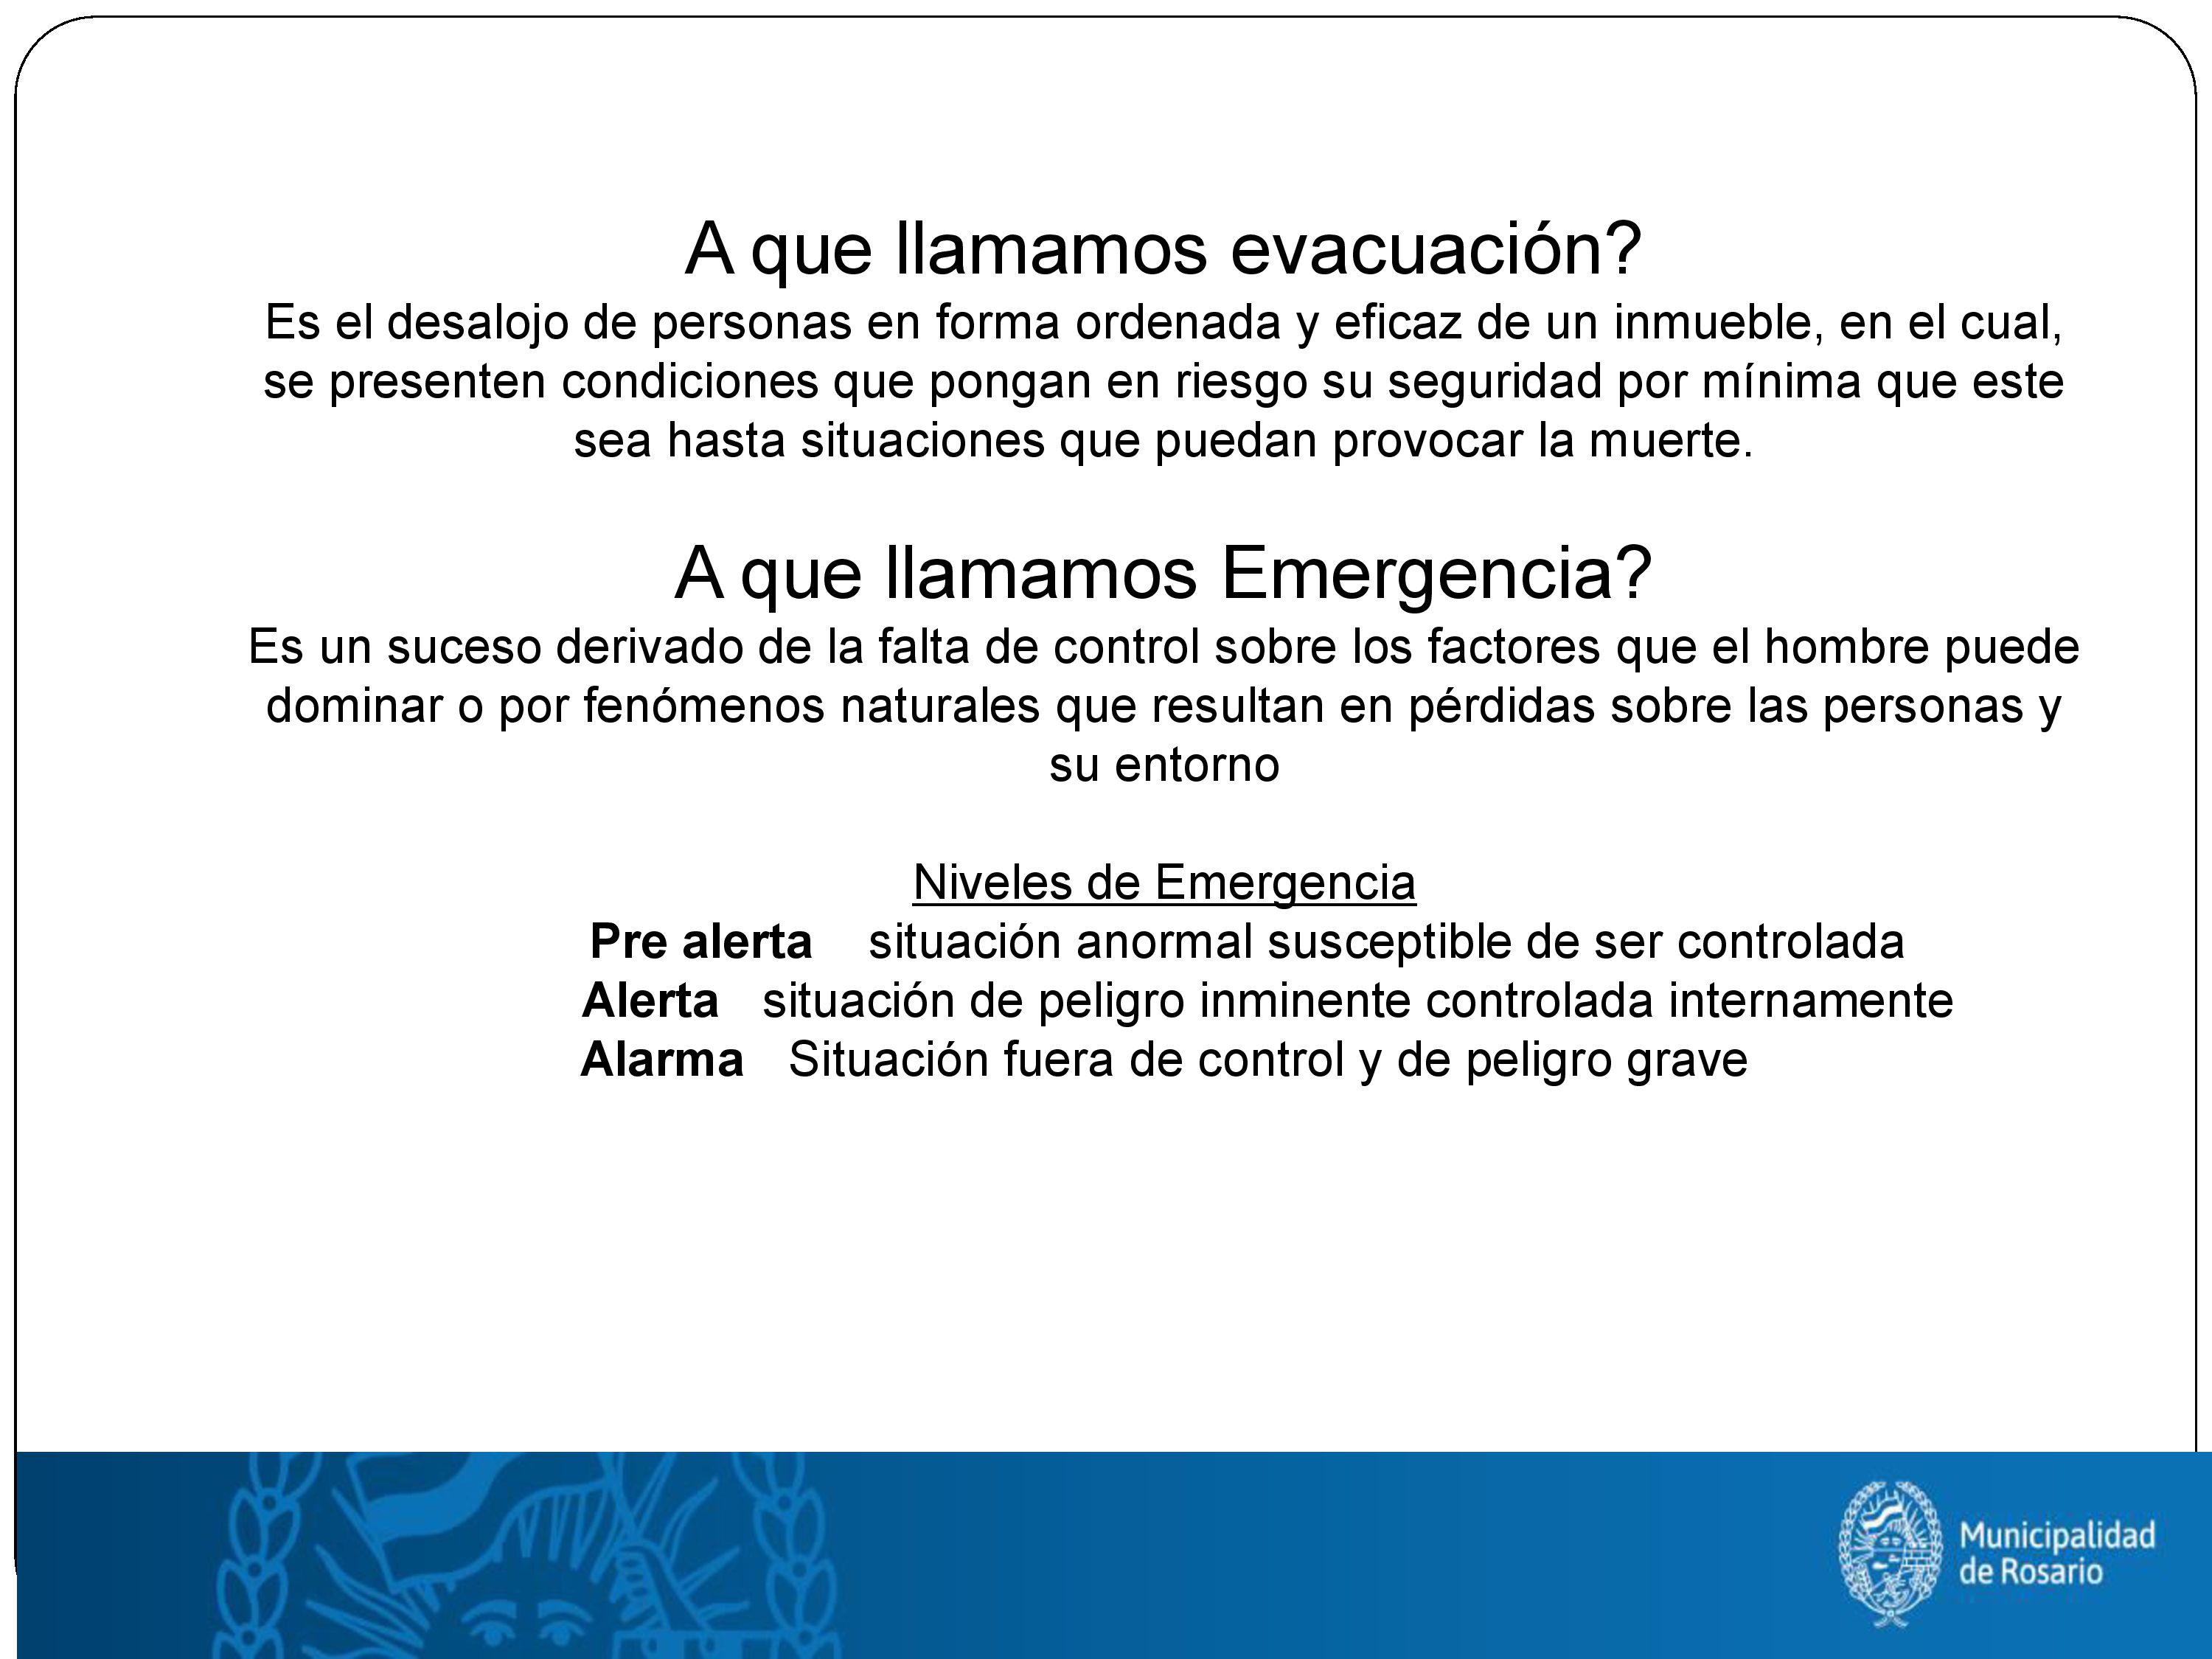 A que llamamos evacuación?
Es el desalojo de personas en forma ordenada y eficaz de un inmueble, en el cual,
se presenten condiciones que pongan en riesgo su seguridad por mínima que este
sea hasta situaciones que puedan provocar la muerte.
A que llamamos Emergencia?
Es un suceso derivado de la falta de control sobre los factores que el hombre puede
dominar o por fenómenos naturales que resultan en pérdidas sobre las personas y
su entorno
Niveles de Emergencia
Pre alerta situación anormal susceptible de ser controlada
Alerta situación de peligro inminente controlada internamente
Alarma Situación fuera de control y de peligro grave
Municipalidad
de Rosario